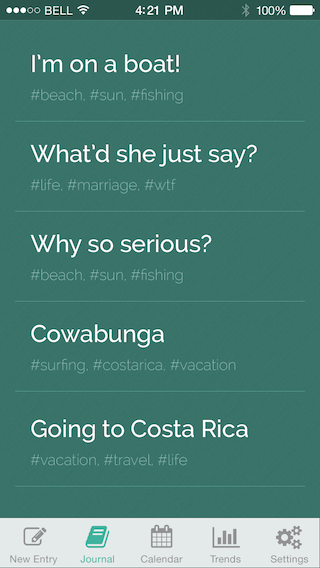 BELL 4:21 PM 100%
I'm on a boat!
#beach, #sun, #fishing
What'd she just say?
#life, #marriage, #wtf
Why so serious?
#beach, #sun, #fishing
Cowabunga
#surfing, #costarica, #vacation
Going to Costa Rica
#vacation, #travel, #life
New Entry Journal Calendar Trends Settings